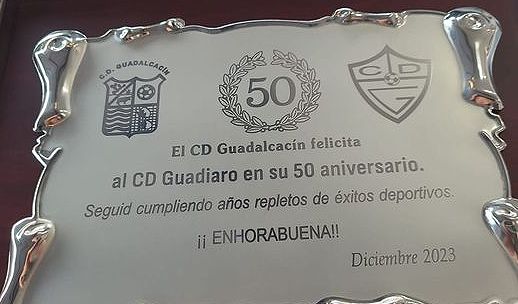 C.D. GUADALCACÍN
50
C D G
El CD Guadalcacín felicita
al CD Guadiaro en su 50 aniversario.
Seguid cumpliendo años repletos de éxitos deportivos.
¡¡ ENHORABUENA!!
Diciembre 2023